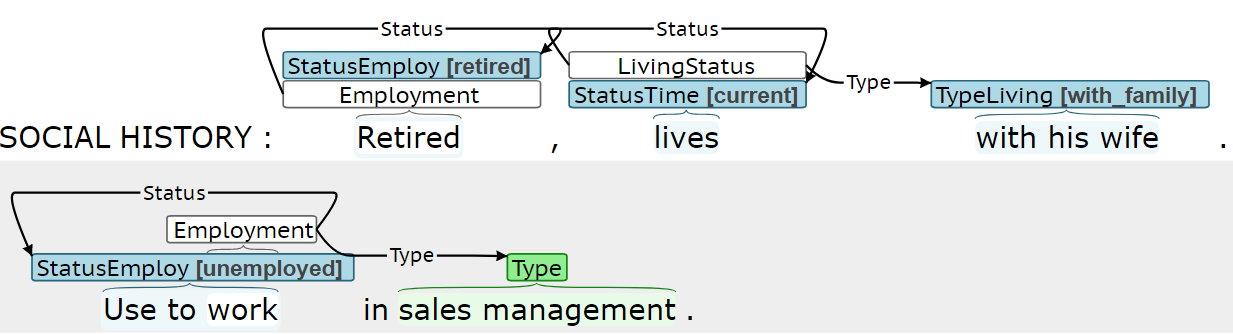 Status Status
StatusEmploy [retired] LivingStatus
Type
Employment StatusTime [current] TypeLiving [with_family]
SOCIAL HISTORY : Retired , lives with his wife .
Status
Employment
Type
StatusEmploy [unemployed] Type
Use to work in sales management .